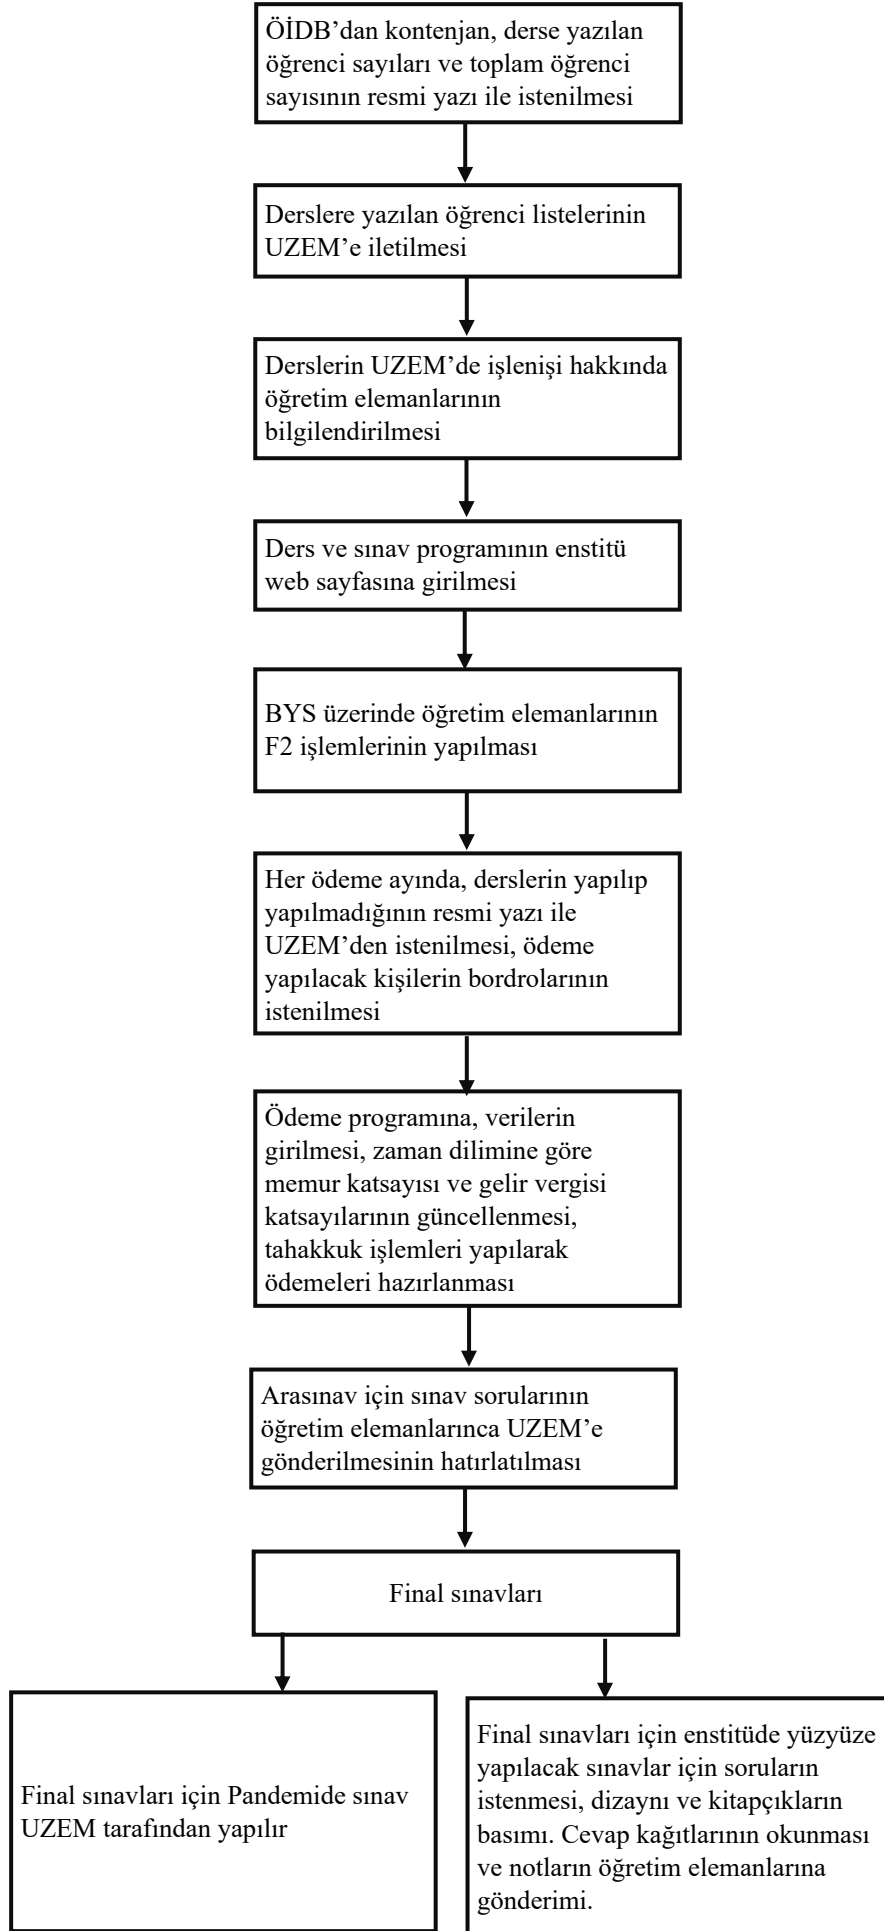 ÖİDB’dan kontenjan, derse yazılan
öğrenci sayıları ve toplam öğrenci
sayısının resmi yazı ile istenilmesi
Derslere yazılan öğrenci listelerinin
UZEM’e iletilmesi
Derslerin UZEM’de işlenişi hakkında
öğretim elemanlarının
bilgilendirilmesi
Ders ve sınav programının enstitü
web sayfasına girilmesi
BYS üzerinde öğretim elemanlarının
F2 işlemlerinin yapılması
Her ödeme ayında, derslerin yapılıp
yapılmadığının resmi yazı ile
UZEM’den istenilmesi, ödeme
yapılacak kişilerin bordrolarının
istenilmesi
Ödeme programına, verilerin
girilmesi, zaman dilimine göre
memur katsayısı ve gelir vergisi
katsayılarının güncellenmesi,
tahakkuk işlemleri yapılarak
ödemeleri hazırlanması
Arasınav için sınav sorularının
öğretim elemanlarınca UZEM’e
gönderilmesinin hatırlatılması
Final sınavları
Final sınavları için Pandemide sınav
UZEM tarafından yapılır
Final sınavları için enstitüde yüzyüze
yapılacak sınavlar için soruların
istenmesi, dizaynı ve kitapçıkların
basımı. Cevap kağıtlarının okunması
ve notların öğretim elemanlarına
gönderimi.